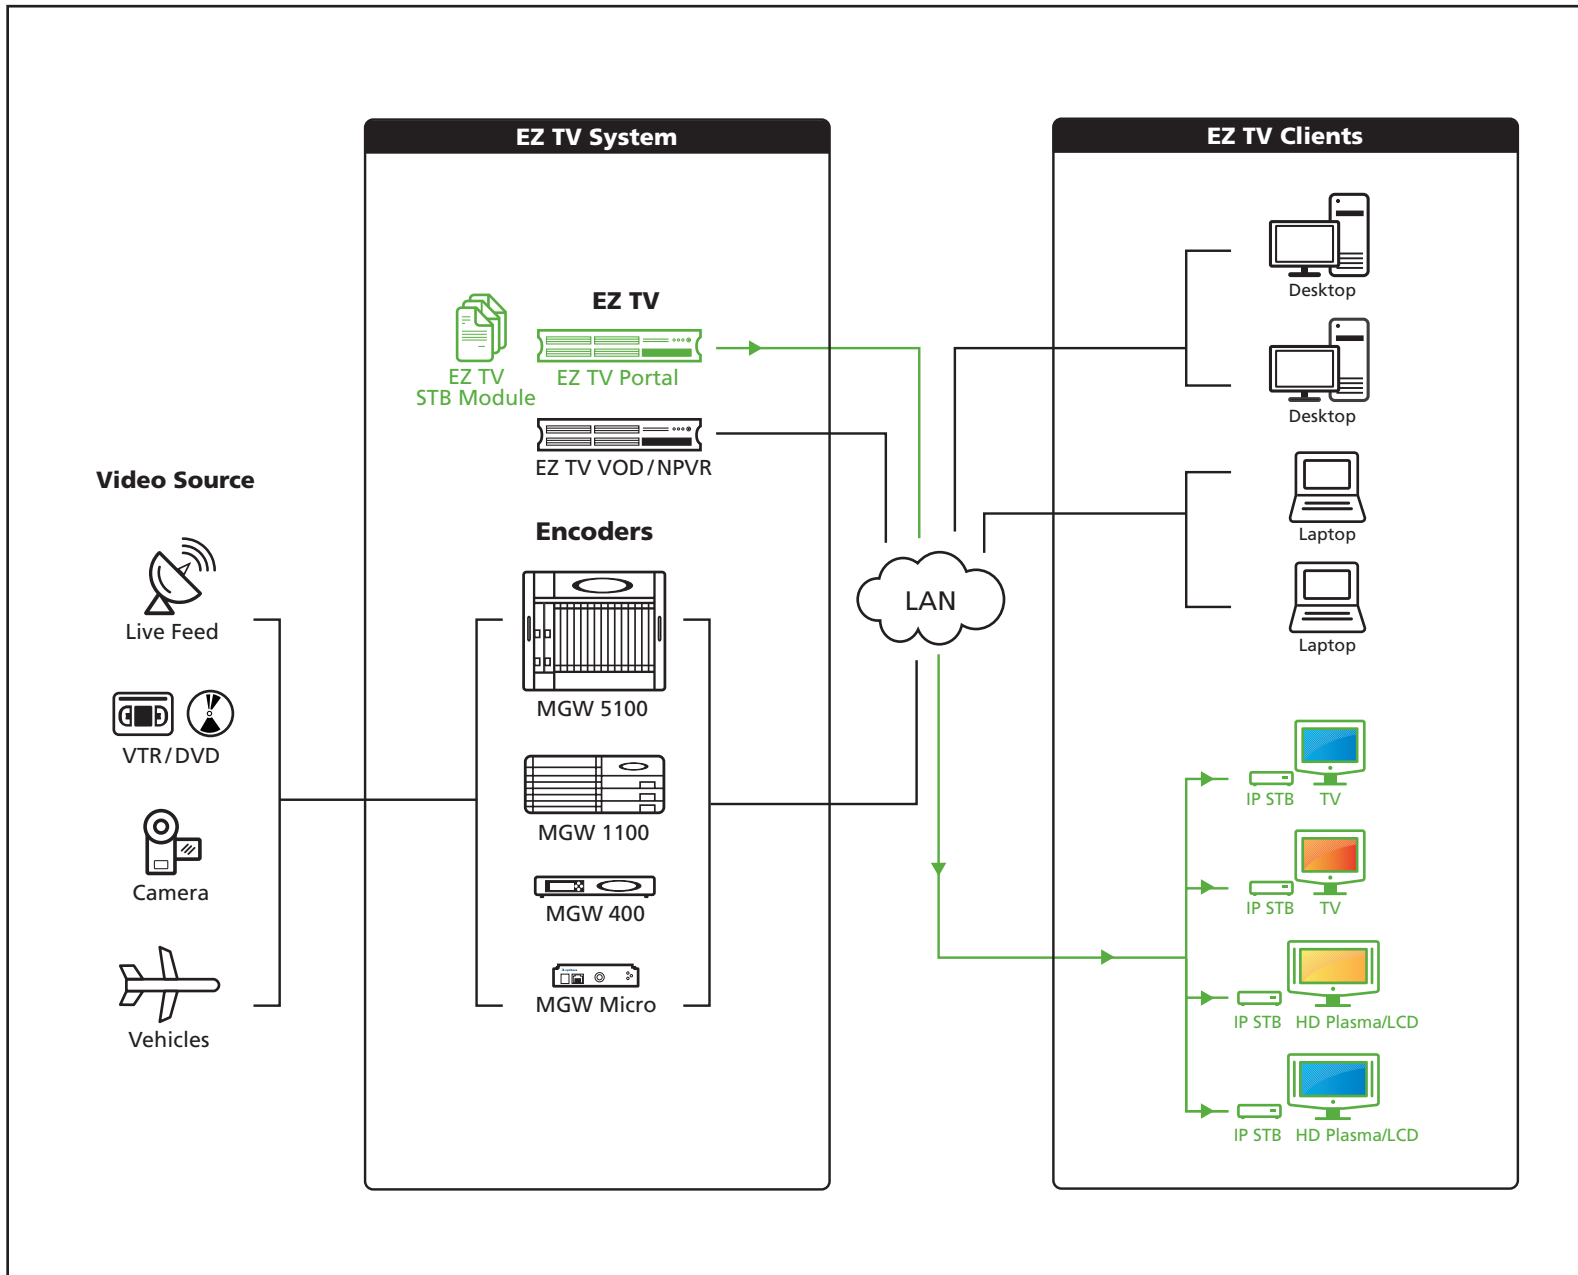 EZ TV System
EZ TV Clients
EZ TV
EZ TV
STB Module
EZ TV Portal
EZ TV VOD/NPVR
Video Source
Live Feed
VTR/DVD
Camera
Vehicles
Encoders
MGW 5100
MGW 1100
MGW 400
MGW Micro
LAN
Desktop
Desktop
Laptop
Laptop
IP STB TV
IP STB TV
IP STB HD Plasma/LCD
IP STB HD Plasma/LCD